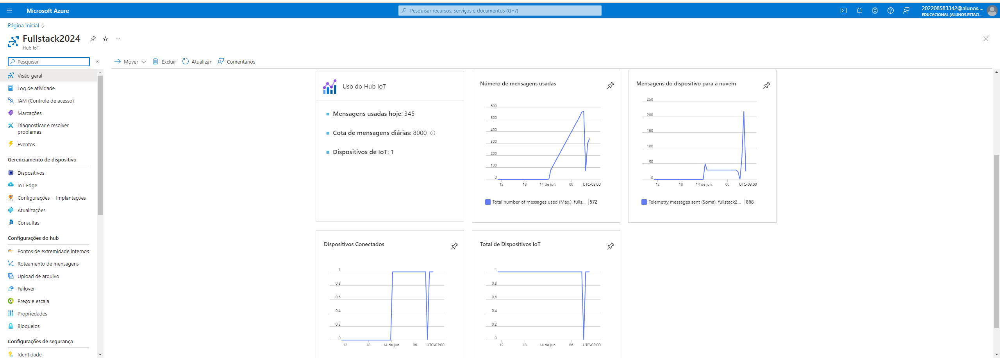 Microsoft Azure
Pesquisar recursos, serviços e documentos (G+/)
202208583342@alunos....
EDUCACIONAL (ALUNOS.ESTACI...
Página inicial
Fullstack2024
Hub IoT
Pesquisar
Mover
Excluir
Atualizar
Comentários
Visão geral
Log de atividade
IAM (Controle de acesso)
Marcações
Diagnosticar e resolver
problemas
Eventos
Gerenciamento de dispositivo
Dispositivos
IoT Edge
Configurações + Implantações
Atualizações
Consultas
Configurações do hub
Pontos de extremidade internos
Roteamento de mensagens
Upload de arquivo
Failover
Preço e escala
Propriedades
Bloqueios
Configurações de segurança
Identidade
Uso do Hub IoT
Mensagens usadas hoje: 345
Cota de mensagens diárias: 8000
Dispositivos de IoT: 1
Número de mensagens usadas
600
500
400
300
200
100
0
12 18 14 de jun. 06 UTC-03:00
Total number of messages used (Máx.), fulls... 572
Mensagens do dispositivo para a nuvem
250
200
150
100
50
0
12 18 14 de jun. 06 UTC-03:00
Telemetry messages sent (Soma), fullstack2... 868
Dispositivos Conectados
1
0,8
0,6
0,4
0,2
0
12 18 14 de jun. 06 UTC-03:00
Total de Dispositivos IoT
1
0,8
0,6
0,4
0,2
0
12 18 14 de jun. 06 UTC-03:00